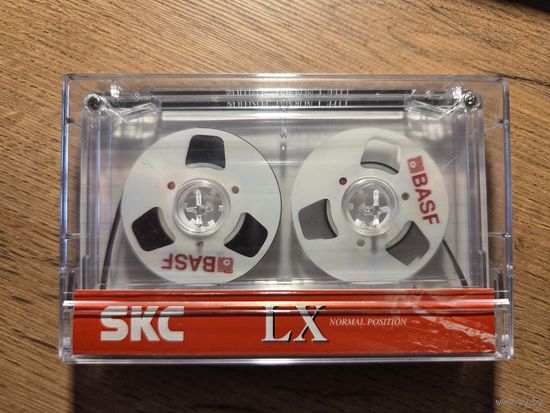 BASF
BASF
SKC LX NORMAL POSITION